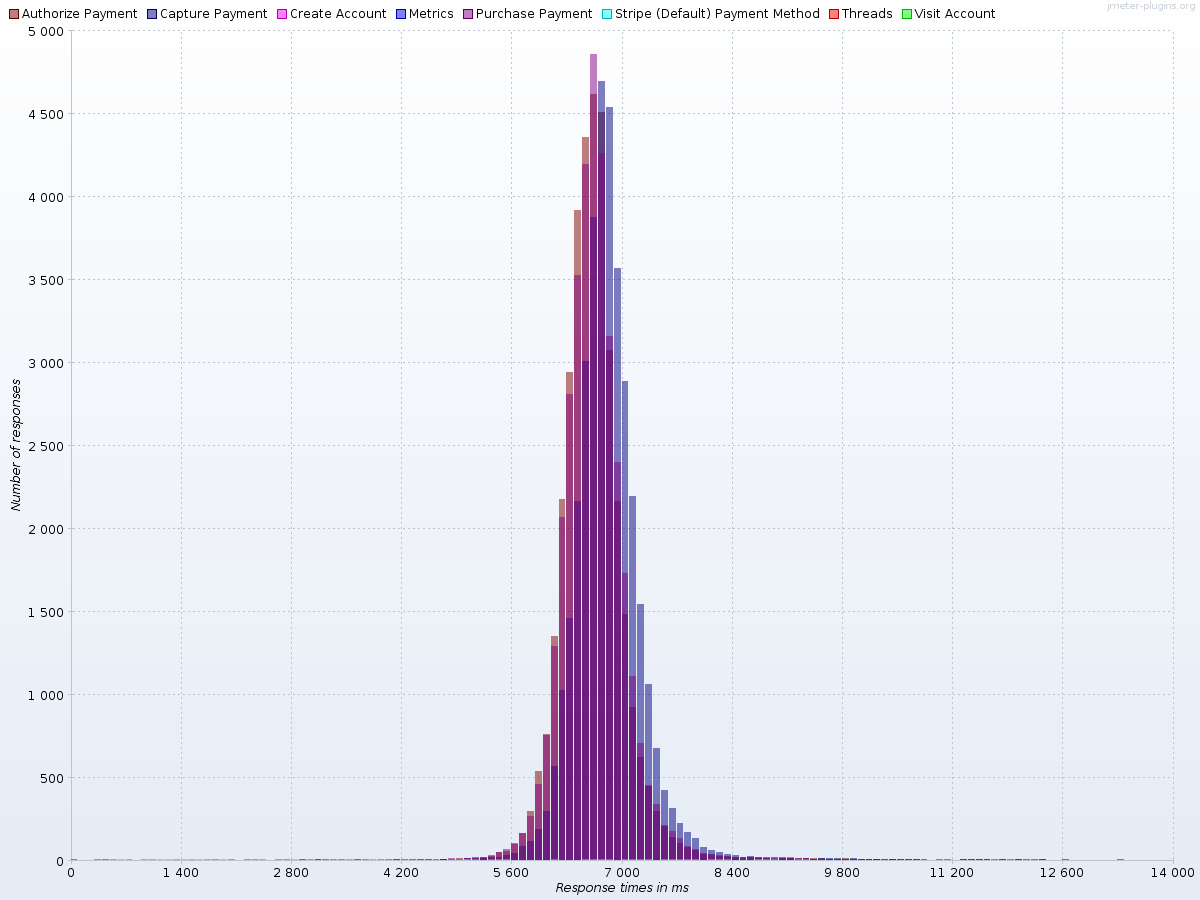 jmeter-plugins.org
Authorize Payment Capture Payment Create Account Metrics Purchase Payment Stripe (Default) Payment Method Threads Visit Account
5 000
4 500
4 000
3 500
3 000
2 500
2 000
1 500
1 000
500
0
Number of responses
0 1 400 2 800 4 200 5 600 7 000 8 400 9 800 11 200 12 600 14 000
Response times in ms